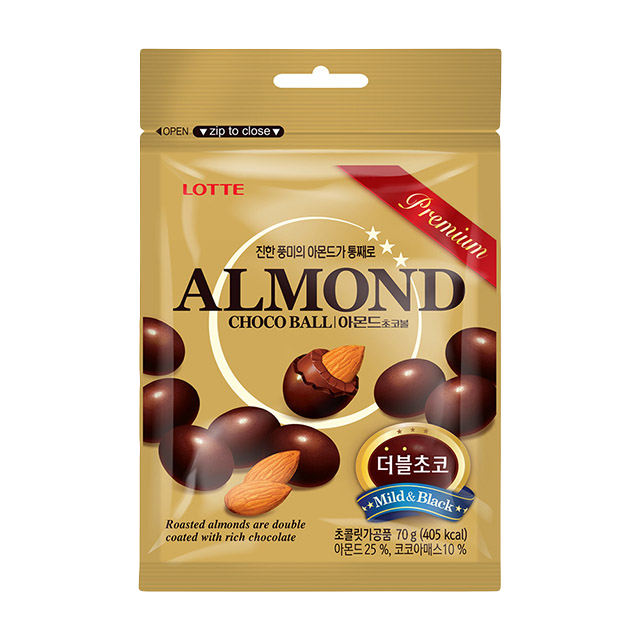 ◀OPEN ▼zip to close▼
LOTTE
Premium
진한 풍미의 아몬드가 통째로
ALMOND
CHOCO BALL | 아몬드초코볼
더블초코
Mild & Black
Roasted almonds are double
coated with rich chocolate
초콜릿가공품 70 g (405 kcal)
아몬드 25 %, 코코아매스 10 %